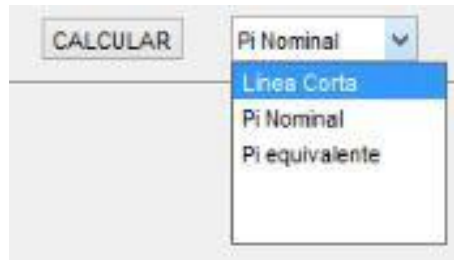 CALCULAR
Pi Nominal
Linea Corta
Pi Nominal
Pi equivalente